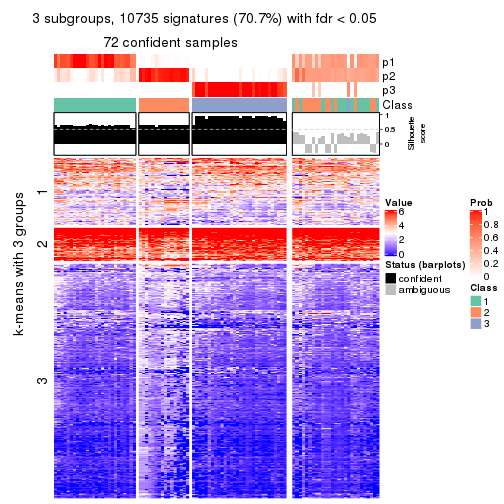 3 subgroups, 10735 signatures (70.7%) with fdr < 0.05
72 confident samples
p1
p2
p3
Class
1
0.5
0
Silhouette
score
k-means with 3 groups
1
2
3
Value
6
4
2
0
Status (barplots)
confident
ambiguous
Prob
1
0.8
0.6
0.4
0.2
0
Class
1
2
3